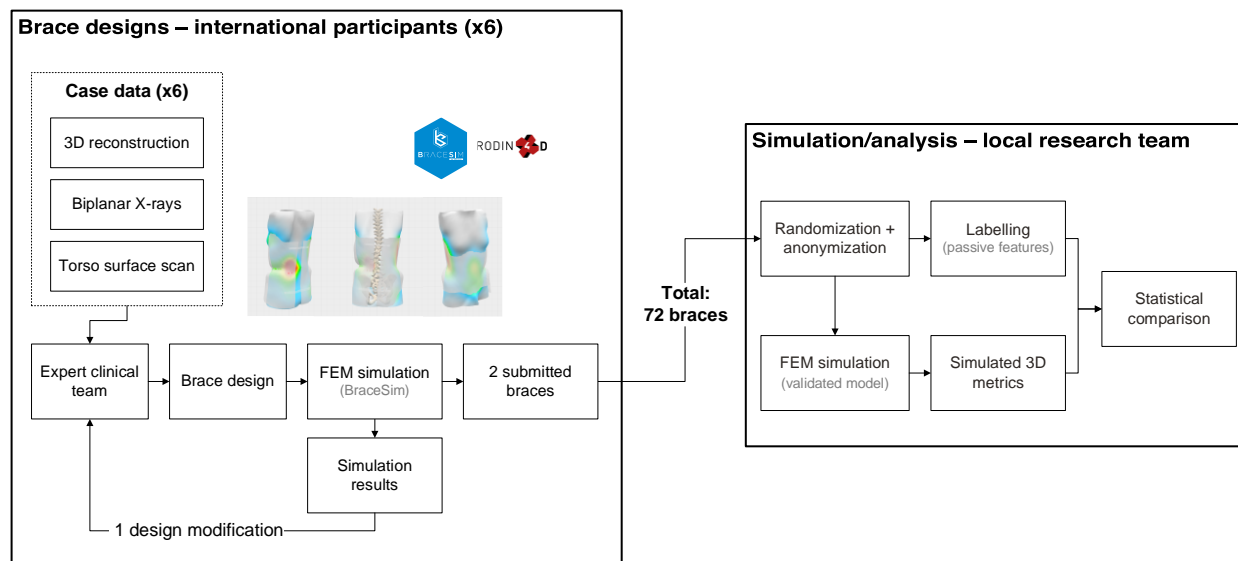 Brace designs – international participants (x6)
Case data (x6)
3D reconstruction
Biplanar X-rays
Torso surface scan
BRACESIM
RODIN4D
Expert clinical
team
Brace design
FEM simulation
(BraceSim)
2 submitted
braces
Simulation
results
1 design modification
Total:
72 braces
Simulation/analysis – local research team
Randomization +
anonymization
Labelling
(passive features)
FEM simulation
(validated model)
Simulated 3D
metrics
Statistical
comparison